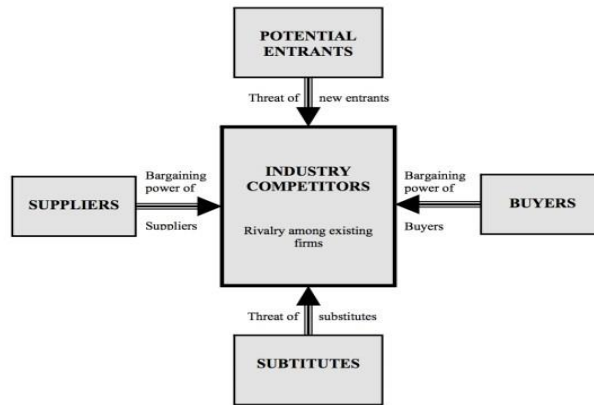 POTENTIAL
ENTRANTS
Threat of new entrants
INDUSTRY
COMPETITORS
Rivalry among existing
firms
Bargaining
power of
Suppliers
SUPPLIERS
Bargaining
power of
Buyers
BUYERS
Threat of substitutes
SUBTITUTES